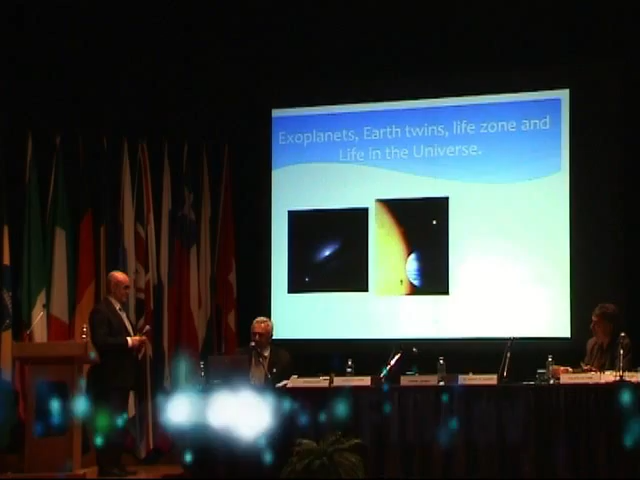 Exoplanets, Earth twins, life zone and
Life in the Universe.